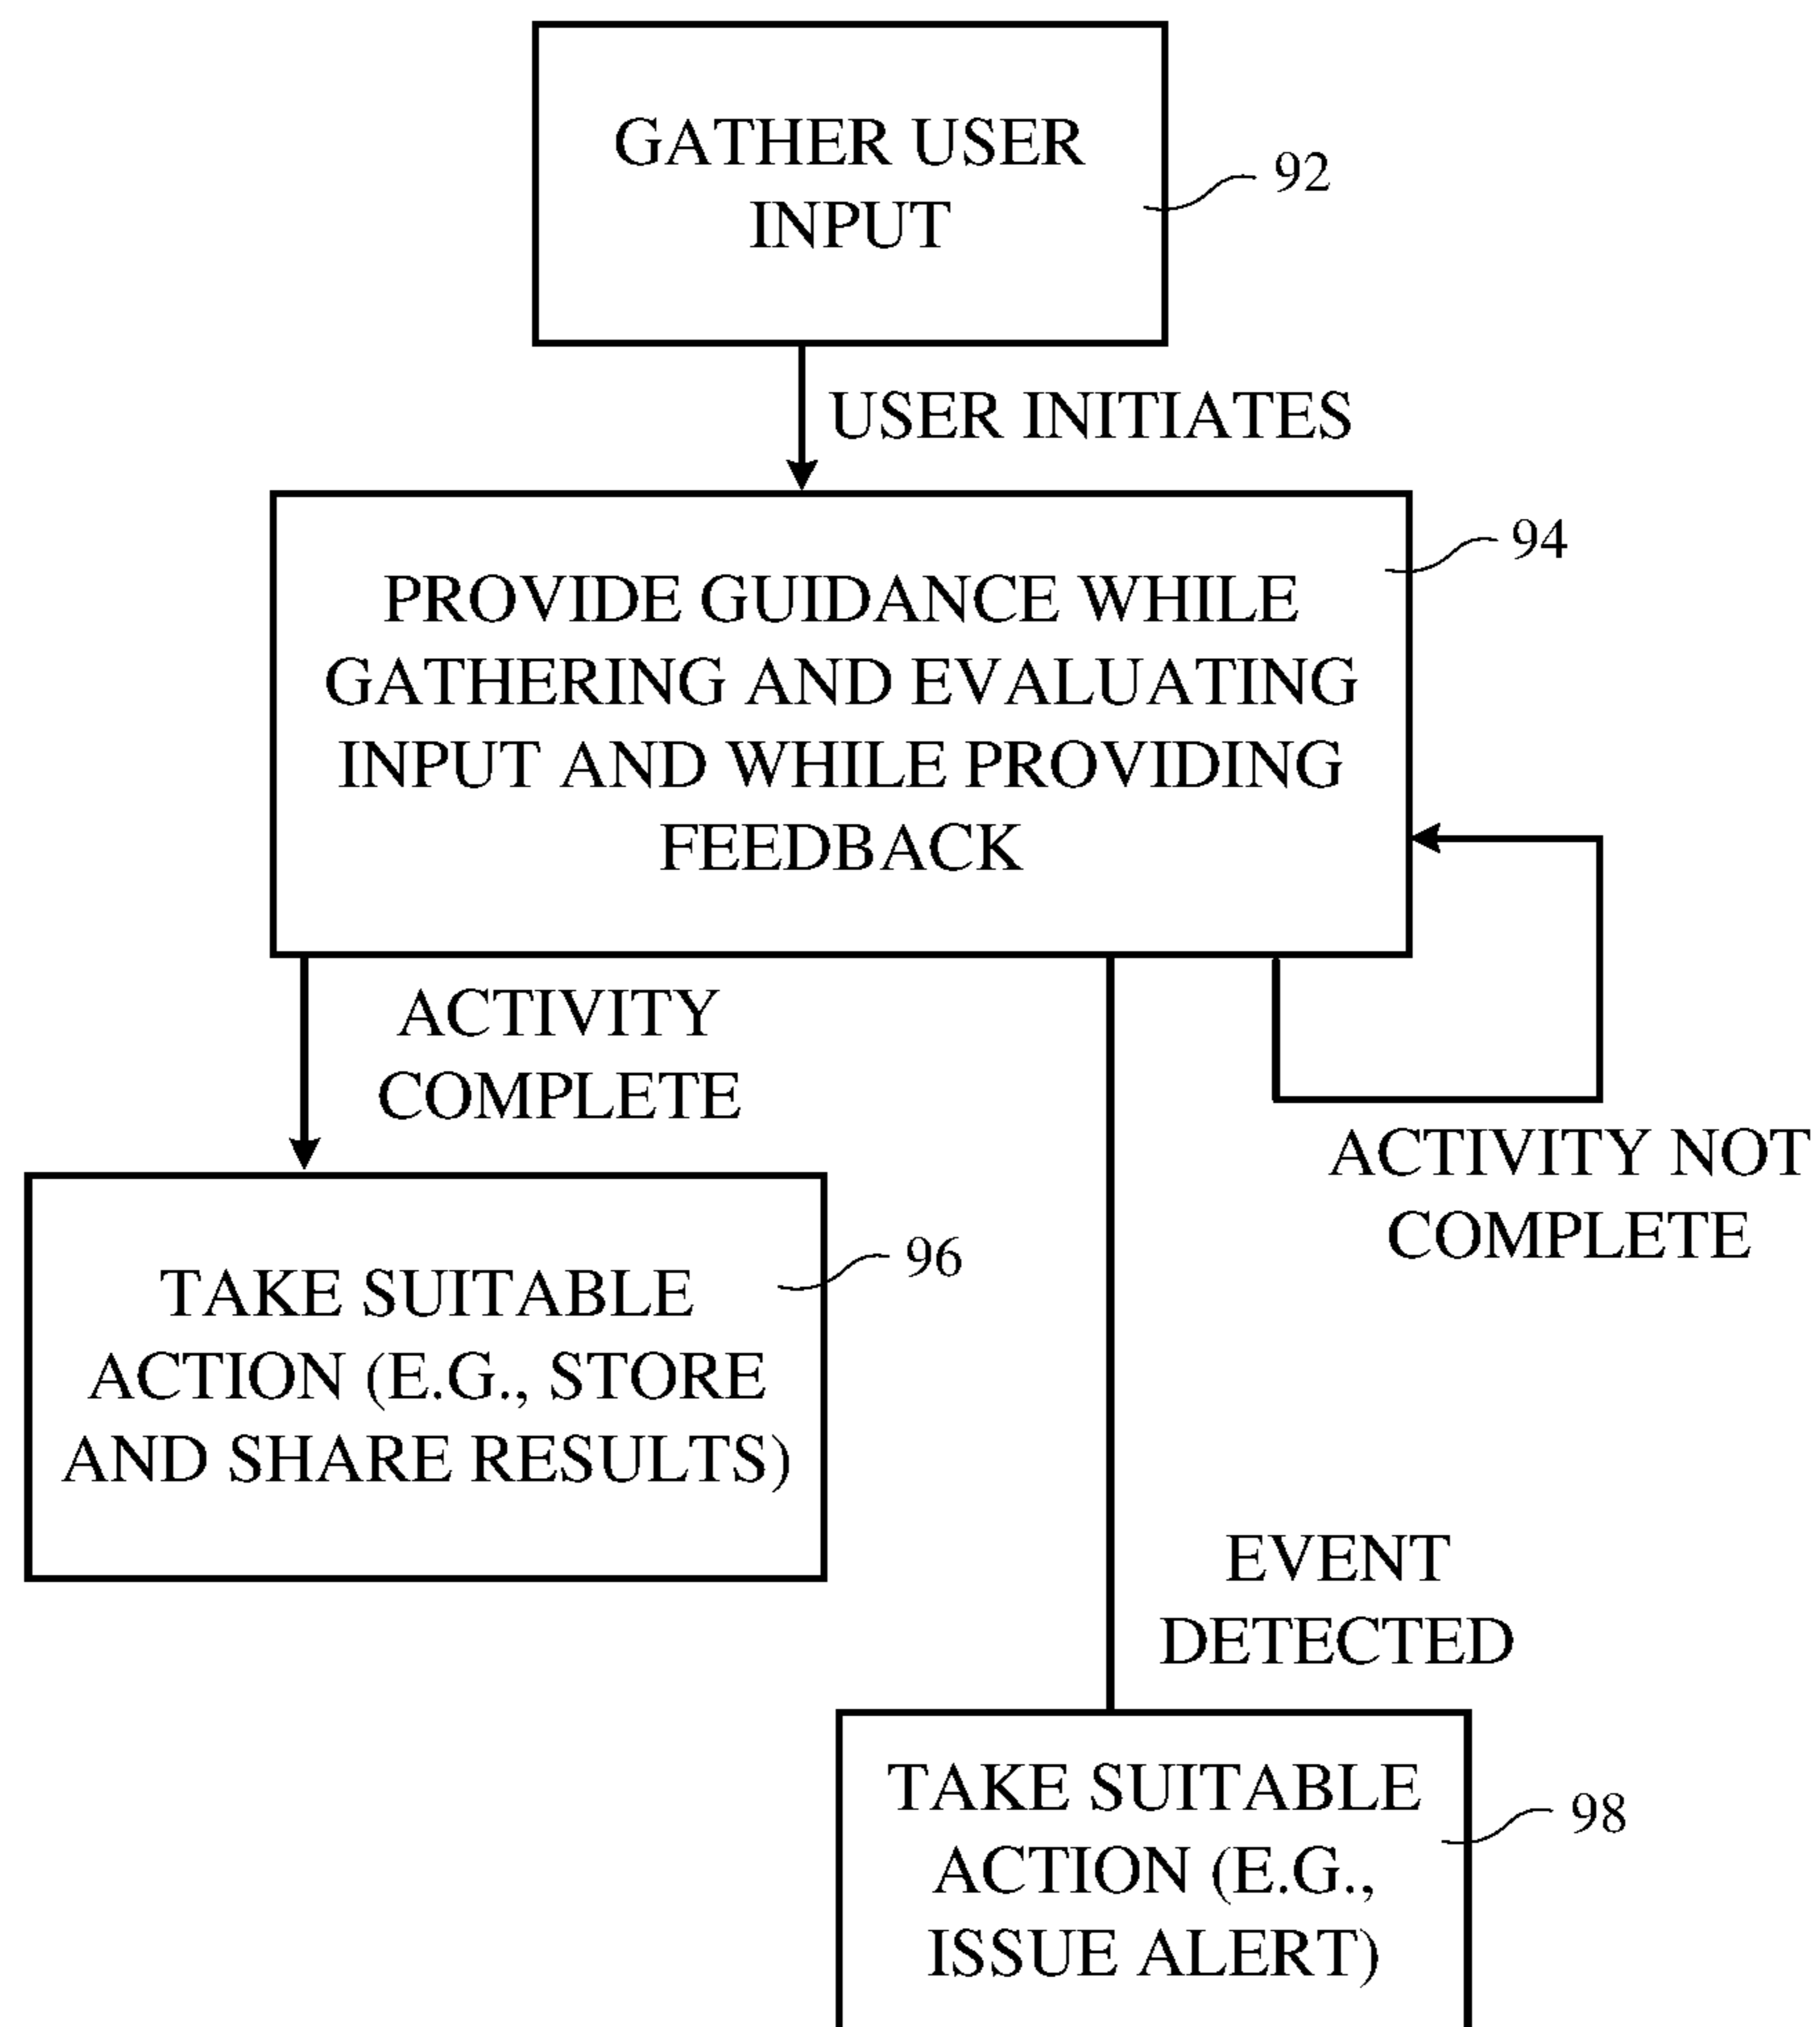 GATHER USER
INPUT
92
USER INITIATES
94
PROVIDE GUIDANCE WHILE
GATHERING AND EVALUATING
INPUT AND WHILE PROVIDING
FEEDBACK
ACTIVITY
COMPLETE
ACTIVITY NOT
COMPLETE
96
TAKE SUITABLE
ACTION (E.G., STORE
AND SHARE RESULTS)
EVENT
DETECTED
TAKE SUITABLE
ACTION (E.G.,
ISSUE ALERT)
98